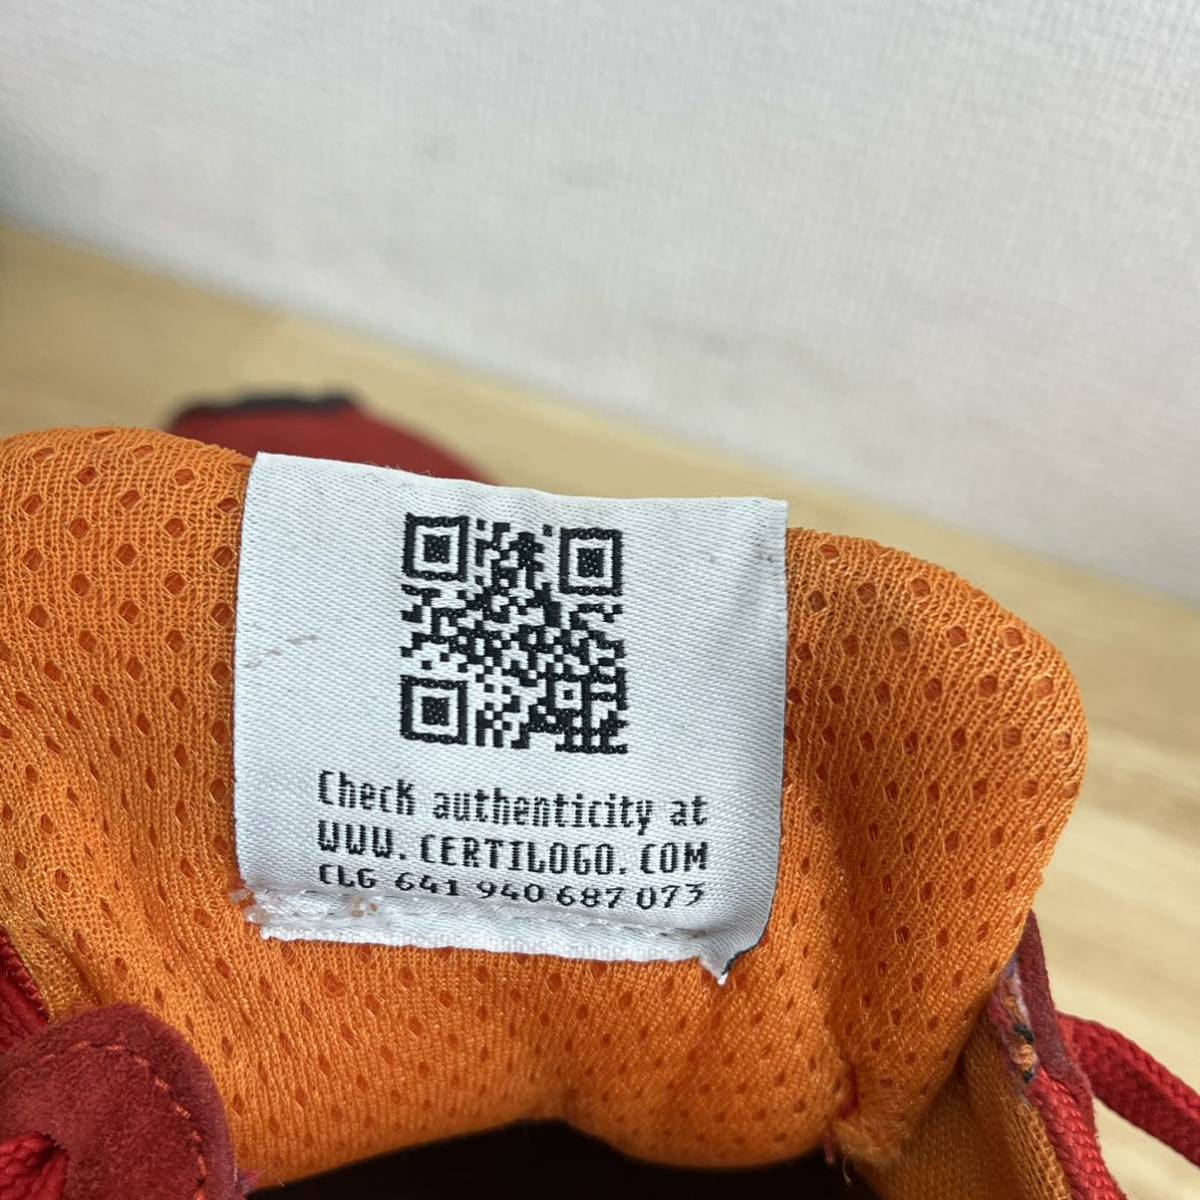 Check authenticity at
WWW.CERTILOGO.COM
CLG 641 940 687 073